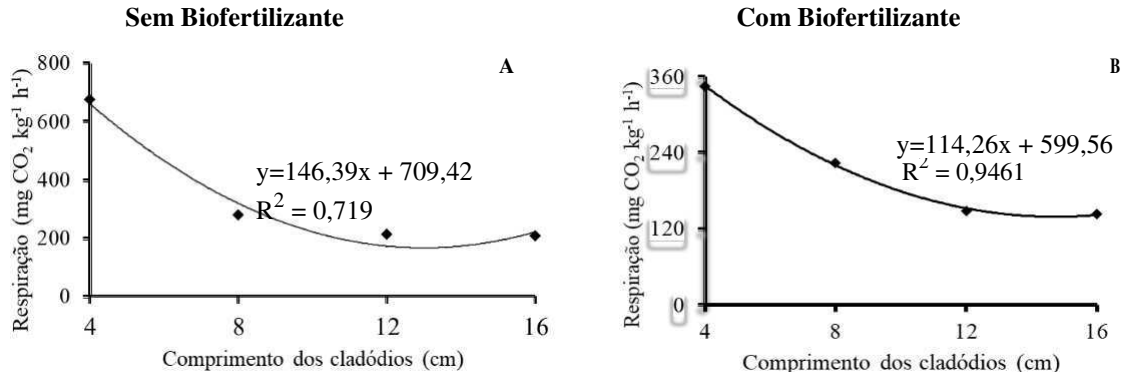 Sem Biofertilizante
800
600
400
200
0
4
8
12
16
A
y=146,39x + 709,42
R² = 0,719
Respiração (mg CO₂ kg⁻¹ h⁻¹)
Comprimento dos cladódios (cm)
Com Biofertilizante
360
240
120
0
4
8
12
16
B
y=114,26x + 599,56
R² = 0,9461
Respiração (mg CO₂ kg⁻¹ h⁻¹)
Comprimento dos cladódios (cm)